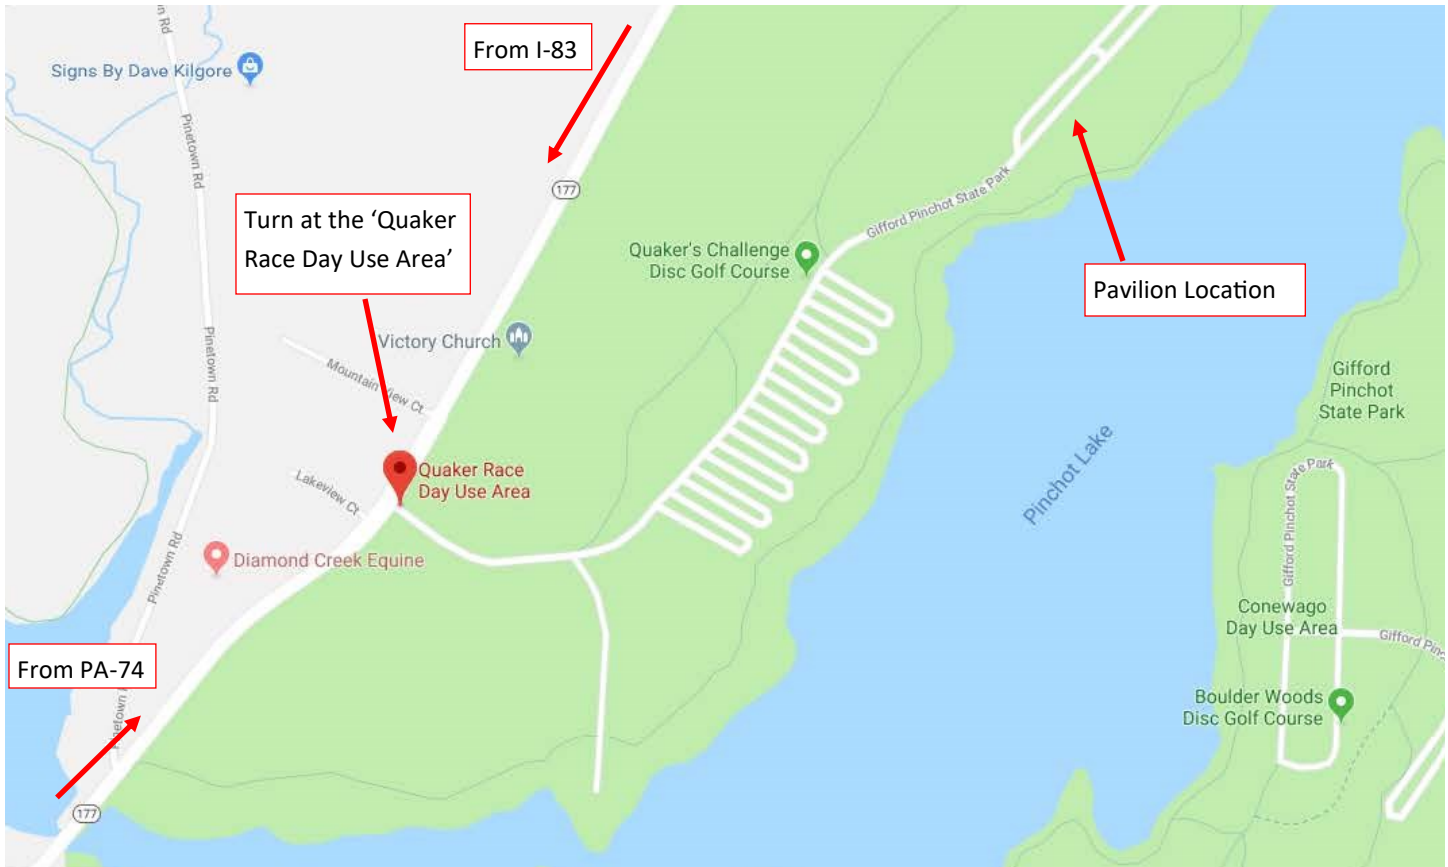 From I-83
Signs By Dave Kilgore
Pinetown Rd
177
Turn at the ‘Quaker
Race Day Use Area’
Gifford Pinchot State Park
Quaker's Challenge
Disc Golf Course
Pavilion Location
Pinetown Rd
Victory Church
Mountain View Ct
Gifford
Pinchot
State Park
Pinchot Lake
Quaker Race
Day Use Area
Lakeview Ct
Gifford Pinchot State Park
Diamond Creek Equine
Pinetown Rd
Conewago
Day Use Area
Gifford Pinc
From PA-74
Pinetown
Boulder Woods
Disc Golf Course
177